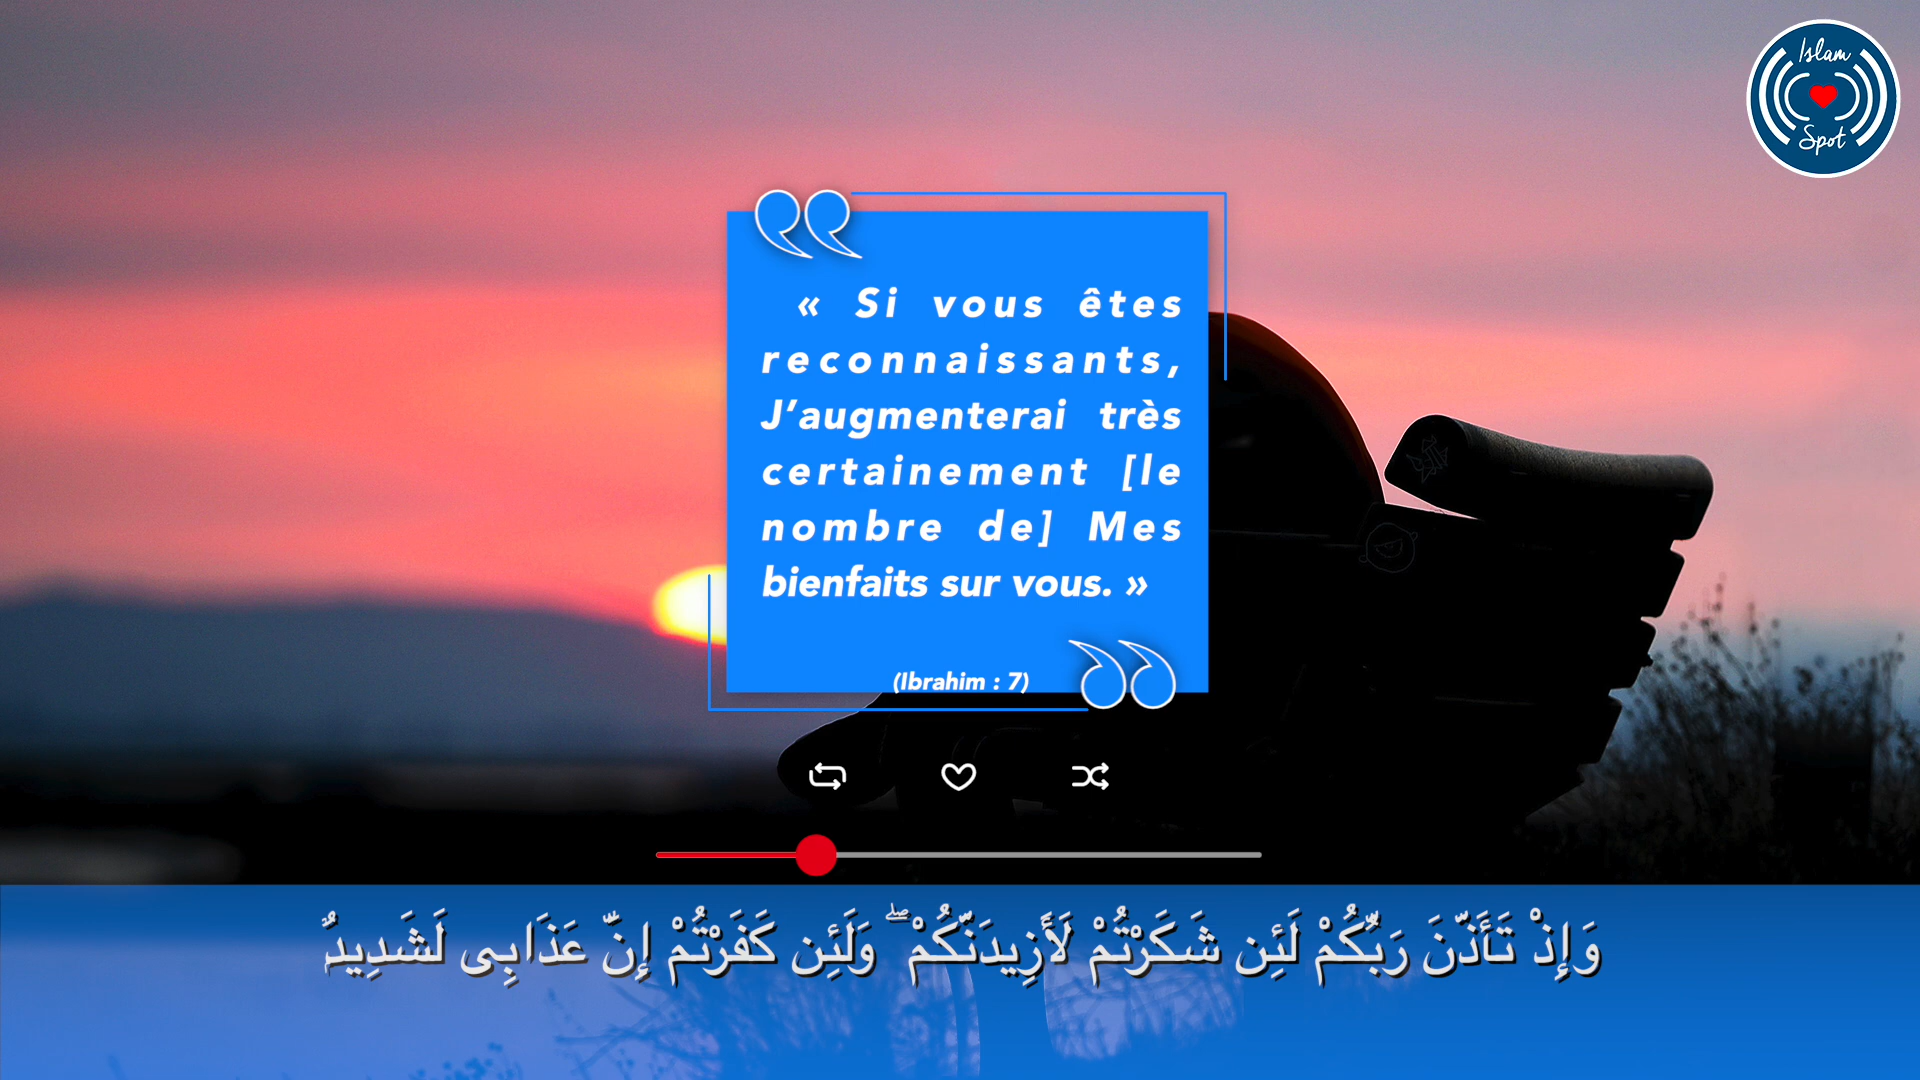 Islam
Spot
« Si vous êtes
reconnaissants,
J’augmenterai très
certainement [le
nombre de] Mes
bienfaits sur vous. »
(Ibrahim : 7)
وَإِذْ تَأَذَّنَ رَبُّكُمْ لَئِن شَكَرْتُمْ لَأَزِيدَنَّكُمْ ۖ وَلَئِن كَفَرْتُمْ إِنَّ عَذَابِى لَشَدِيدٌ